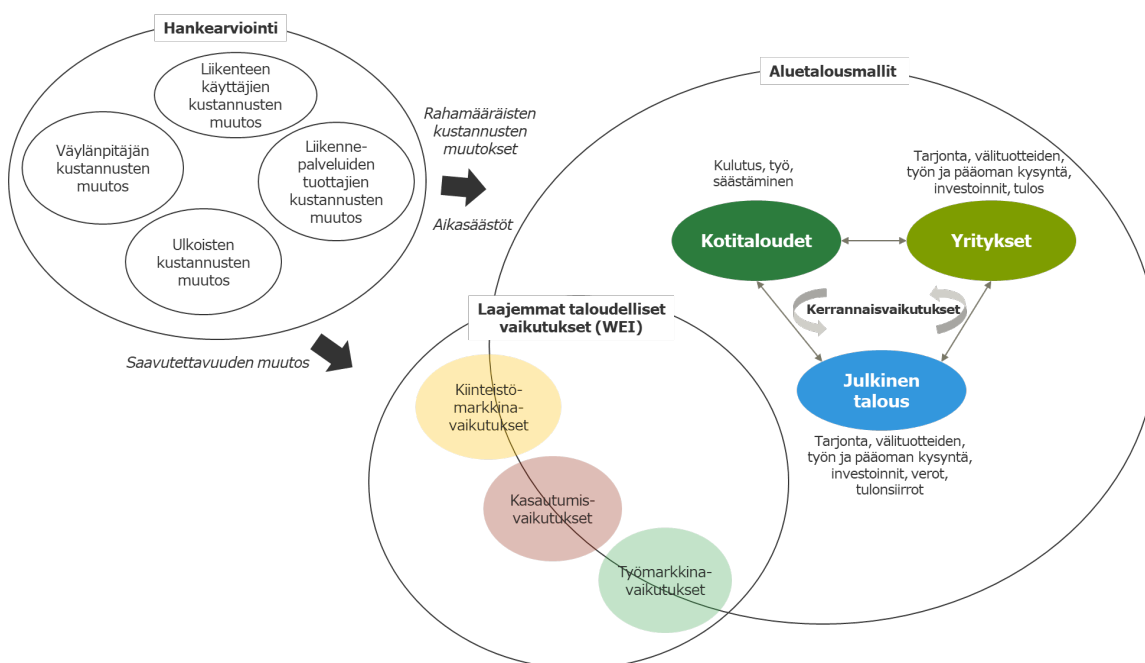 Hankearviointi
Liikenteen
käyttäjien
kustannusten
muutos
Väylänpitäjän
kustannusten
muutos
Liikenne-
palveluiden
tuottajien
kustannusten
muutos
Ulkoisten
kustannusten
muutos
Rahamääräisten
kustannusten
muutokset
Aikasäästöt
Saavutettavuuden muutos
Aluetalousmallit
Kulutus, työ,
säästäminen
Tarjonta, välituotteiden,
työn ja pääoman kysyntä,
investoinnit, tulos
Kotitaloudet
Yritykset
Kerrannaisvaikutukset
Julkinen
talous
Tarjonta, välituotteiden,
työn ja pääoman kysyntä,
investoinnit, verot,
tulonsiirrot
Laajemmat taloudelliset
vaikutukset (WEI)
Kiinteistö-
markkina-
vaikutukset
Kasautumis-
vaikutukset
Työmarkkina-
vaikutukset